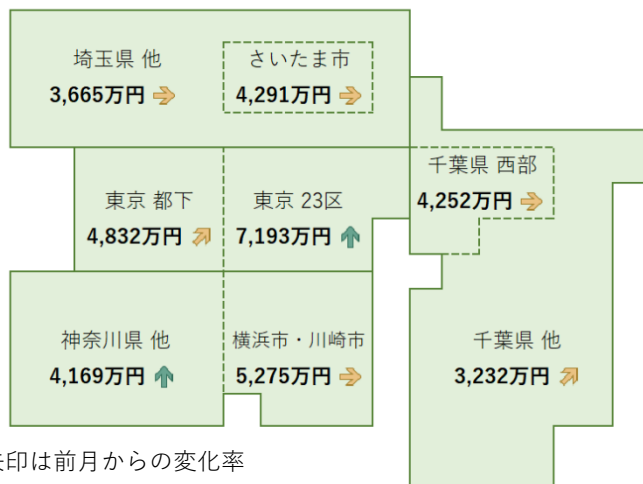 埼玉県 他
3,665万円
さいたま市
4,291万円
千葉県 西部
4,252万円
東京 都下
4,832万円
東京 23区
7,193万円
神奈川県 他
4,169万円
横浜市・川崎市
5,275万円
千葉県 他
3,232万円
印は前月からの変化率